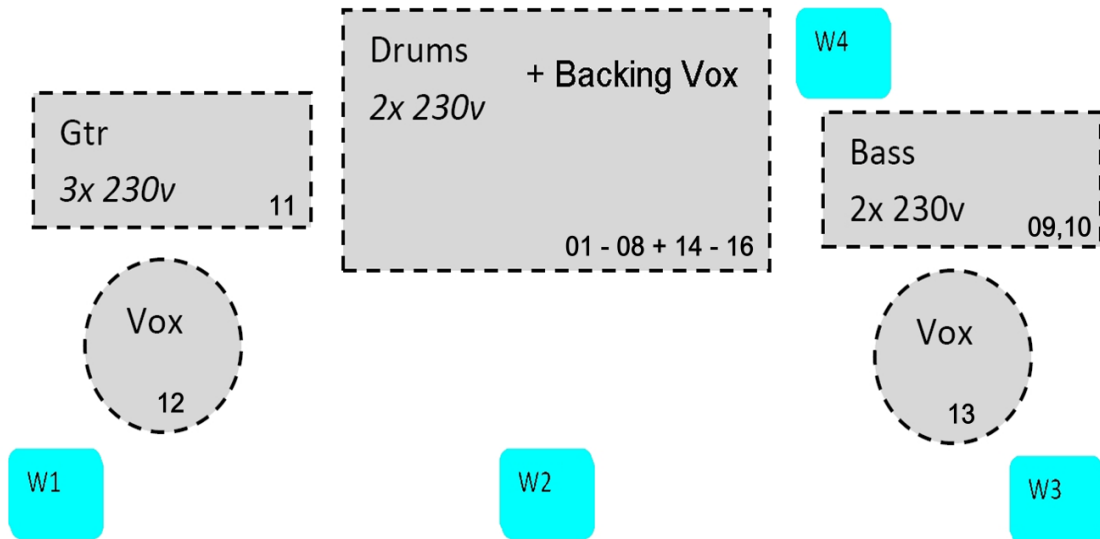 Drums
+ Backing Vox
2x 230v
01 - 08 + 14 - 16
W4
Gtr
3x 230v
11
Bass
2x 230v
09,10
Vox
12
Vox
13
W1
W2
W3